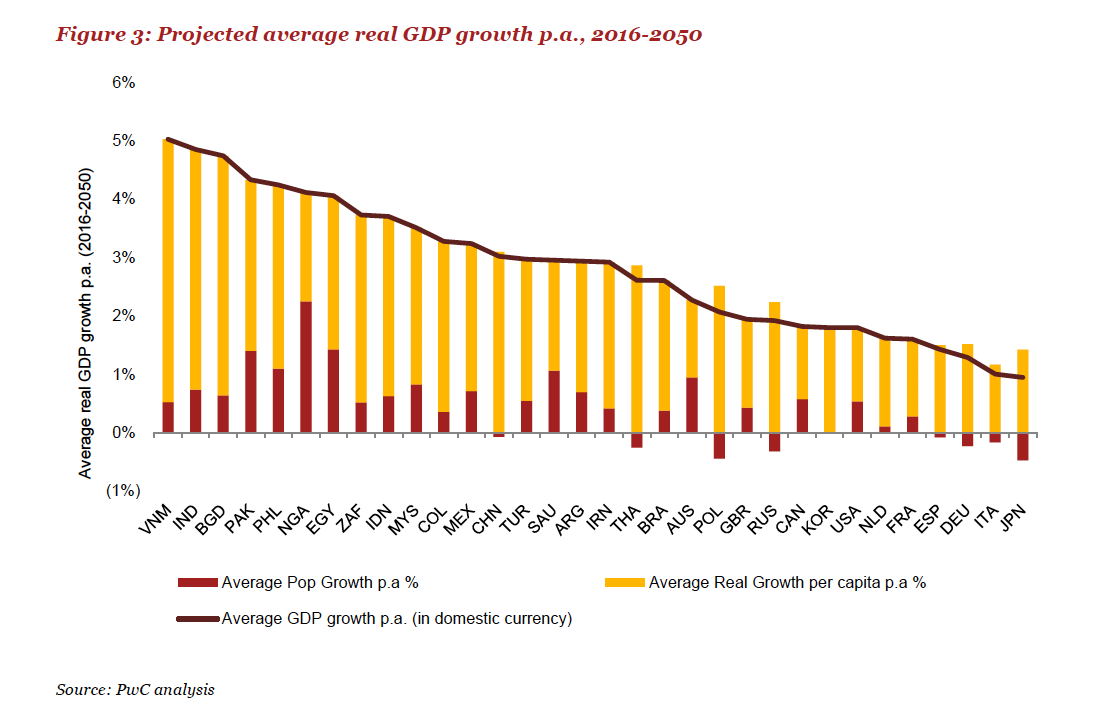 Figure 3: Projected average real GDP growth p.a., 2016-2050
6%
5%
4%
3%
2%
1%
0%
(1%)
Average real GDP growth p.a. (2016-2050)
VNM IND BGD PAK PHL NGA EGY ZAF IDN MYS COL MEX CHN TUR SAU ARG IRN THA BRA AUS POL GBR RUS CAN KOR USA NLD FRA ESP DEU ITA JPN
Average Pop Growth p.a % Average Real Growth per capita p.a %
Average GDP growth p.a. (in domestic currency)
Source: PwC analysis